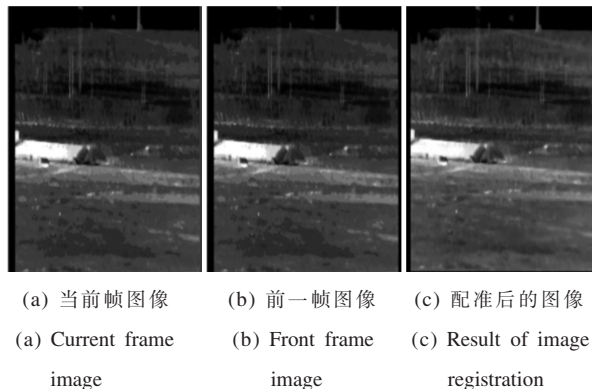 (a) 当前帧图像 (b) 前一帧图像 (c) 配准后的图像
(a) Current frame (b) Front frame (c) Result of image
image image registration